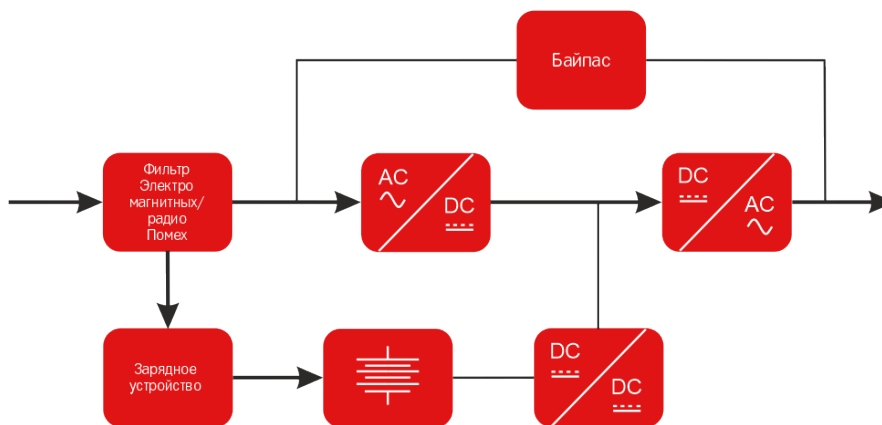 Байпас
Фильтр
Электро
магнитных/
радио
Помех
AC
DC
DC
AC
Зарядное
устройство
DC
DC